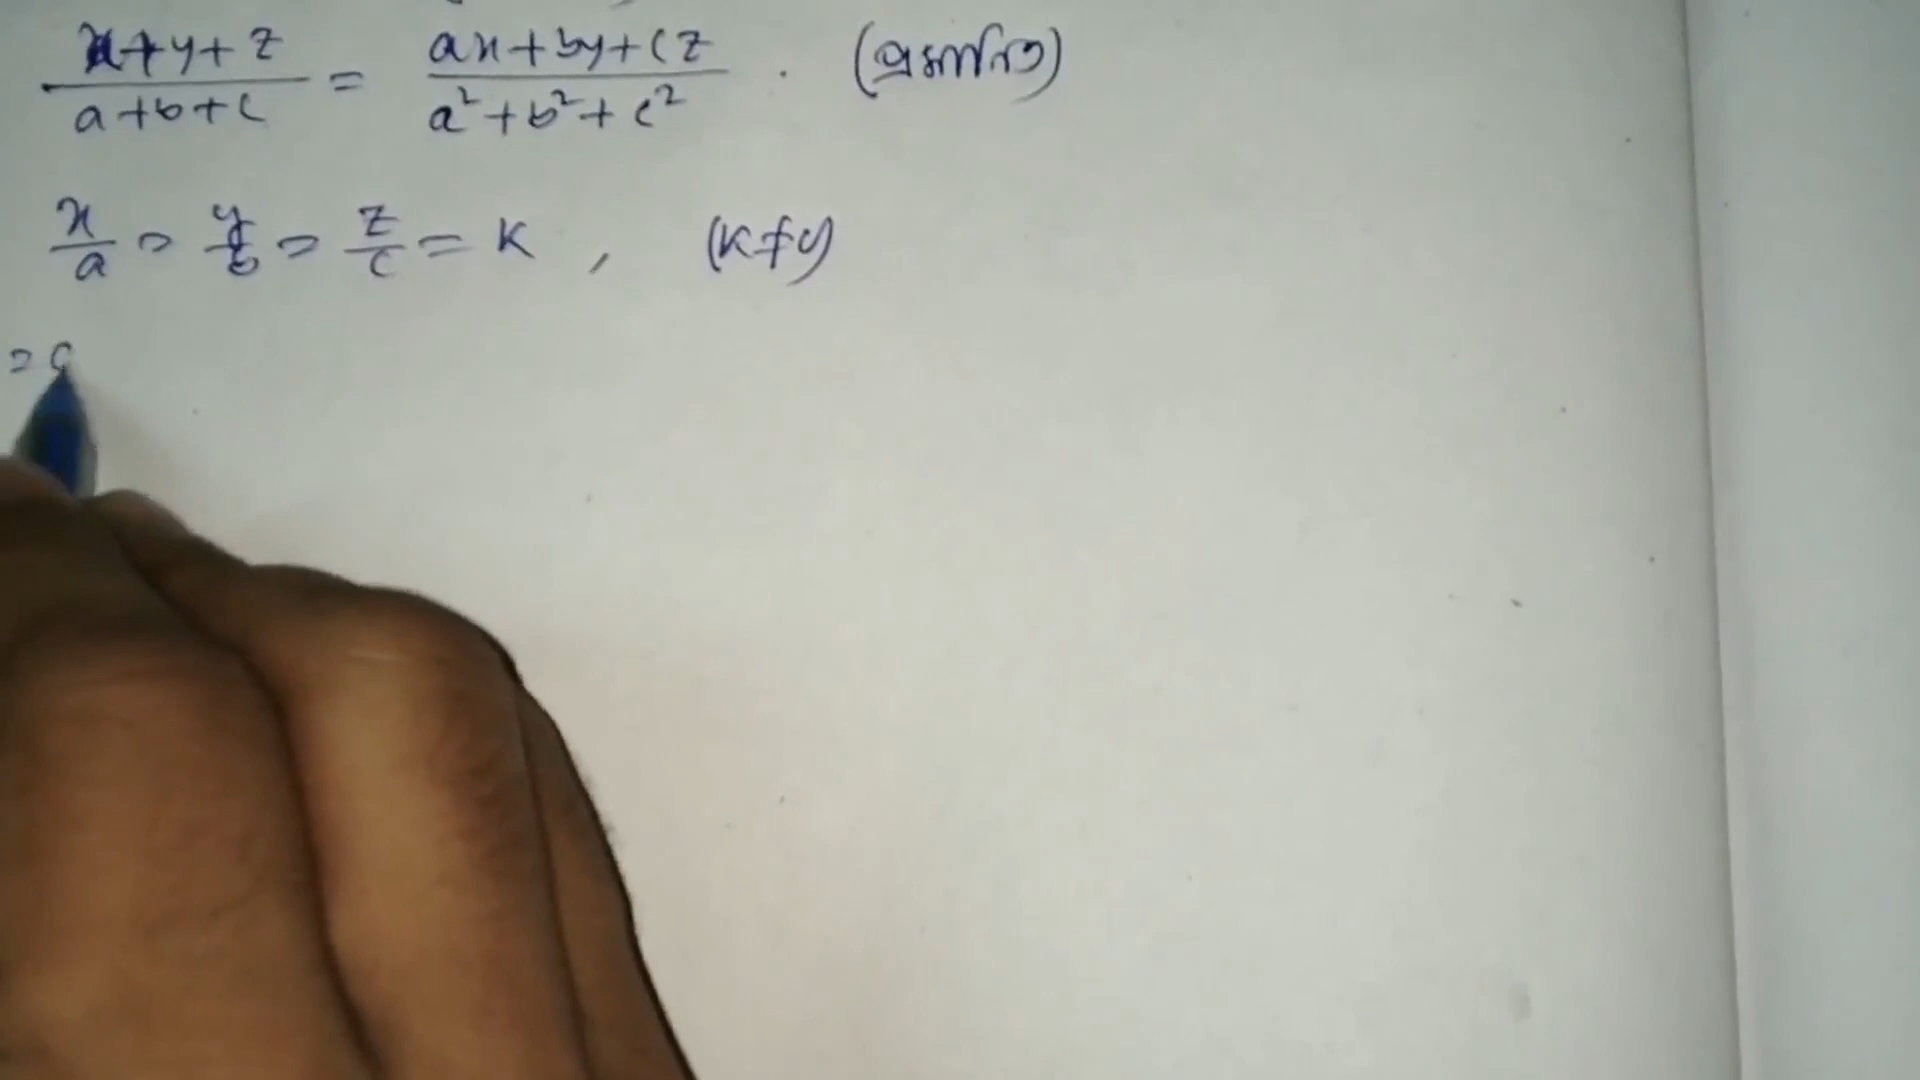 x+y+z/a+b+c = ax+by+cz/a²+b²+c² . (প্রমাণিত)
x/a = y/b = z/c = K , (K≠0)
= a